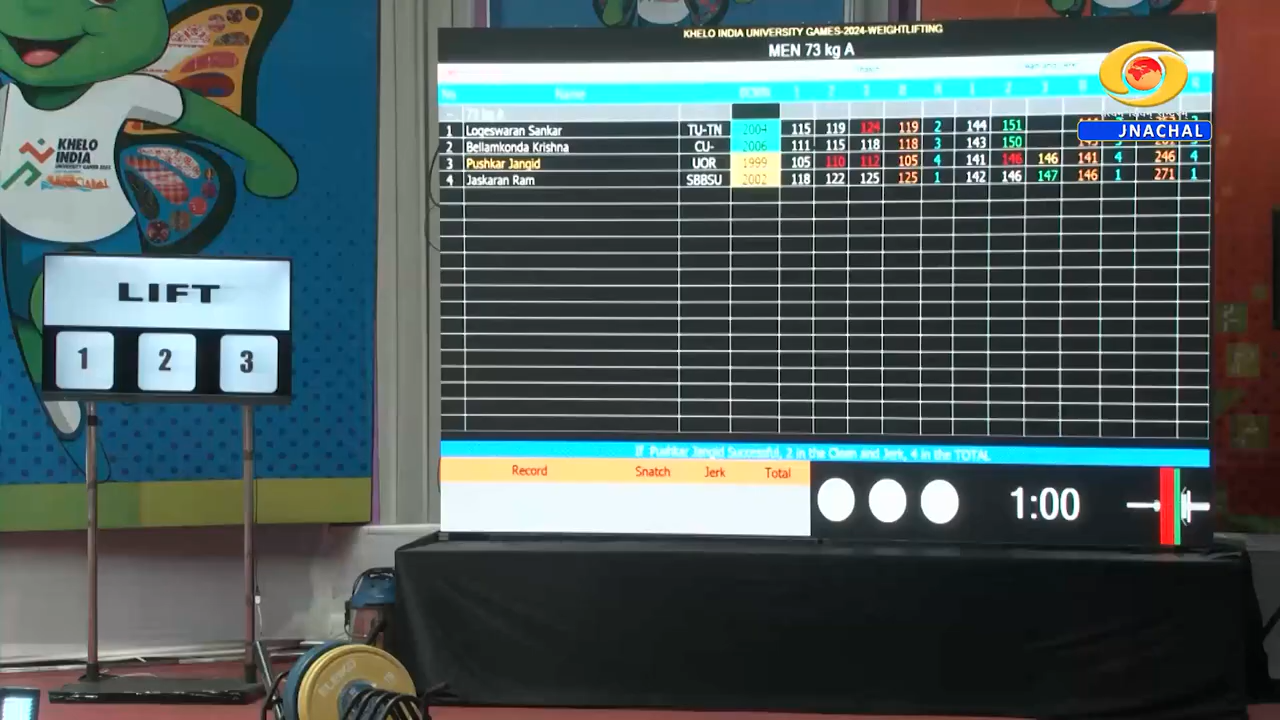 KHELO INDIA UNIVERSITY GAMES-2024-WEIGHTLIFTING
MEN 73 kg A
No Name
1 Logeswaran Sankar TU-TN 2004 115 119 124 119 2 144 151
2 Bellamkonda Krishna CU- 2006 111 115 118 118 3 143 150
3 Pushkar Jangid UOR 1999 105 110 112 105 4 141 146 146 141 4 246 4
4 Jaskaran Ram SBBSU 2002 118 122 125 125 1 142 146 147 146 1 271 1
JNACHAL
KHELO
INDIA
LIFT
1 2 3
If Pushkar Jangid Successful, 2 in the Clean and Jerk, 4 in the TOTAL
Record Snatch Jerk Total
1:00